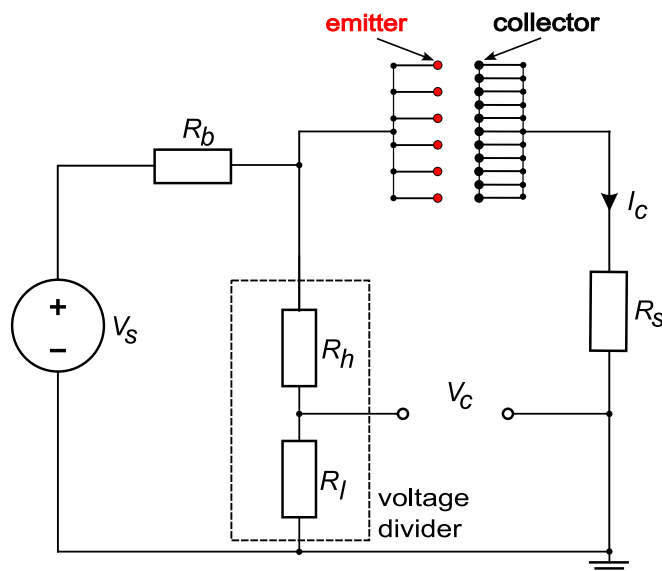 emitter collector
R_b
I_c
+
−
V_s
R_h
R_s
V_c
R_l
voltage
divider